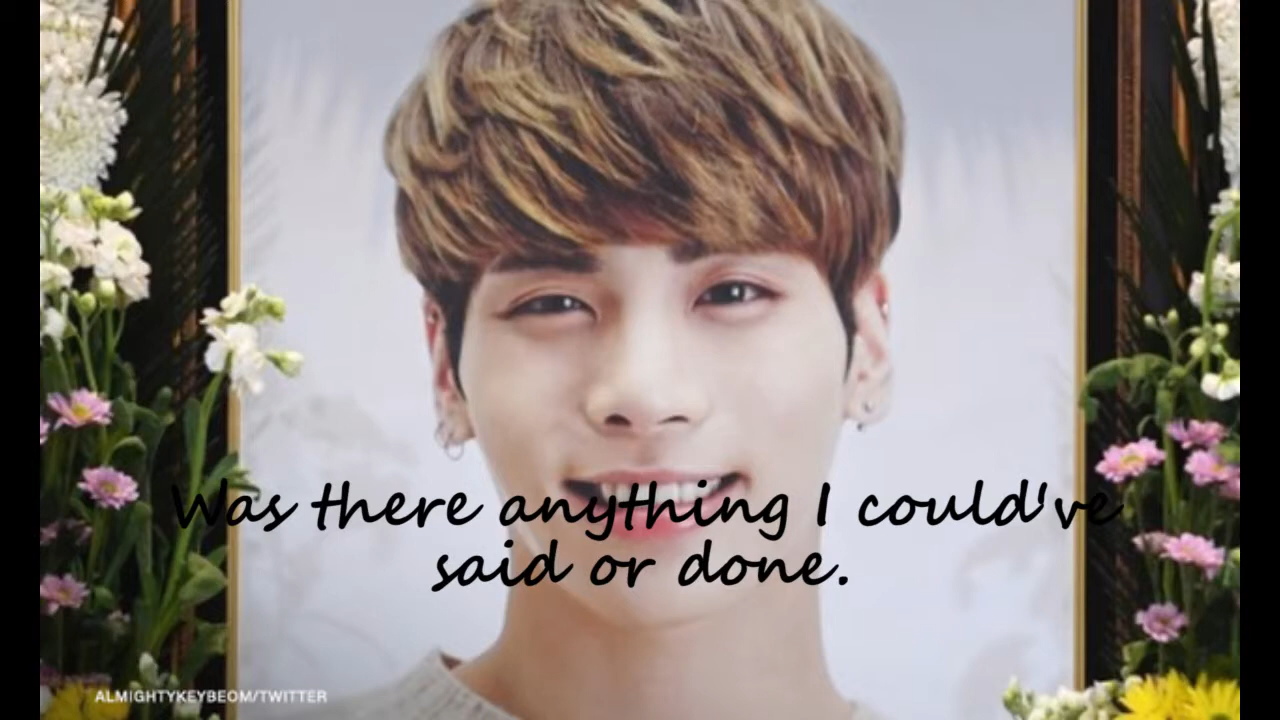 Was there anything I could've
said or done.
ALMIGHTYKEYBEOM/TWITTER